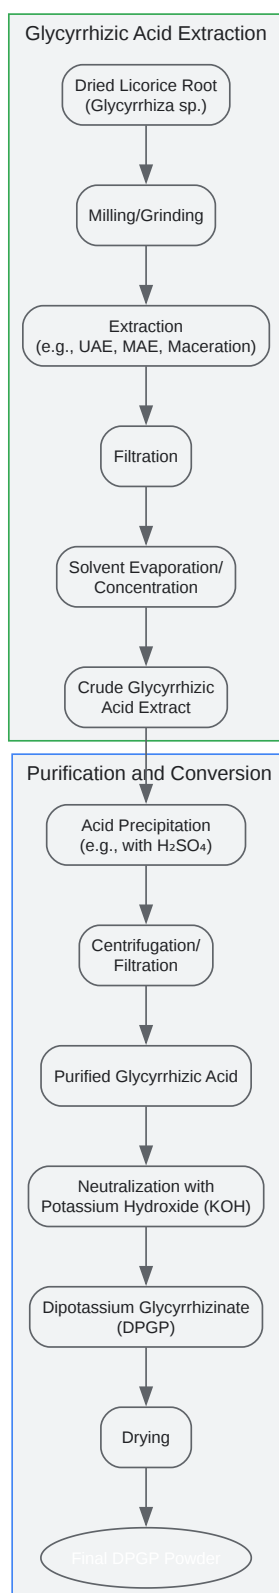 Glycyrrhizic Acid Extraction
Dried Licorice Root
(Glycyrrhiza sp.)
Milling/Grinding
Extraction
(e.g., UAE, MAE, Maceration)
Filtration
Solvent Evaporation/
Concentration
Crude Glycyrrhizic
Acid Extract
Purification and Conversion
Acid Precipitation
(e.g., with H₂SO₄)
Centrifugation/
Filtration
Purified Glycyrrhizic Acid
Neutralization with
Potassium Hydroxide (KOH)
Dipotassium Glycyrrhizinate
(DPGP)
Drying
Final DPGP Powder